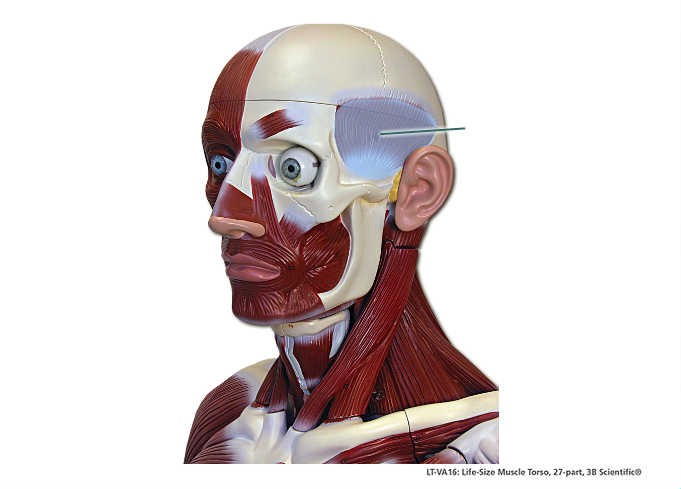 LT-VA16: Life-Size Muscle Torso, 27-part, 3B Scientific®